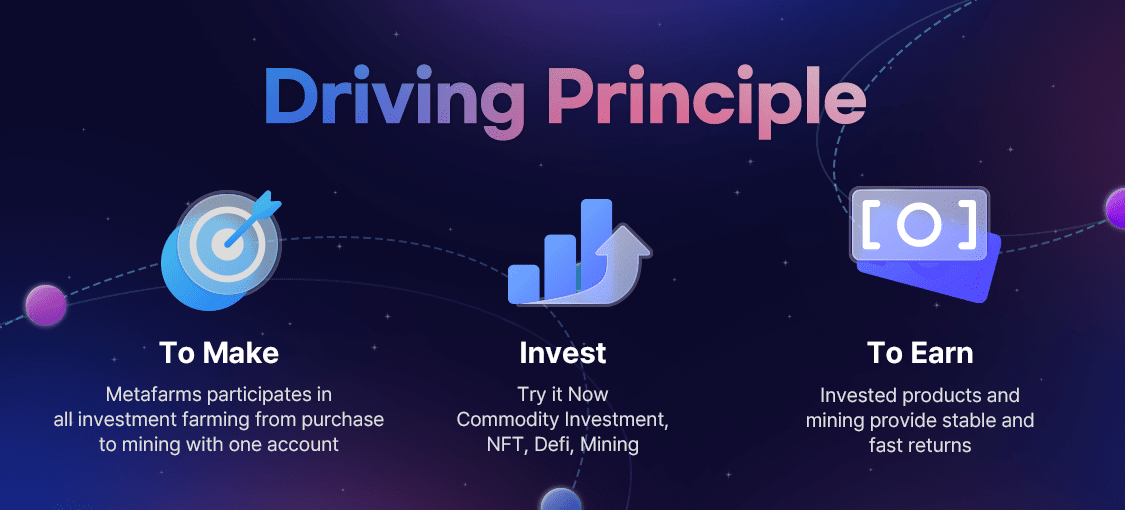 Driving Principle
To Make
Metafarms participates in
all investment farming from purchase
to mining with one account
Invest
Try it Now
Commodity Investment,
NFT, Defi, Mining
To Earn
Invested products and
mining provide stable and
fast returns